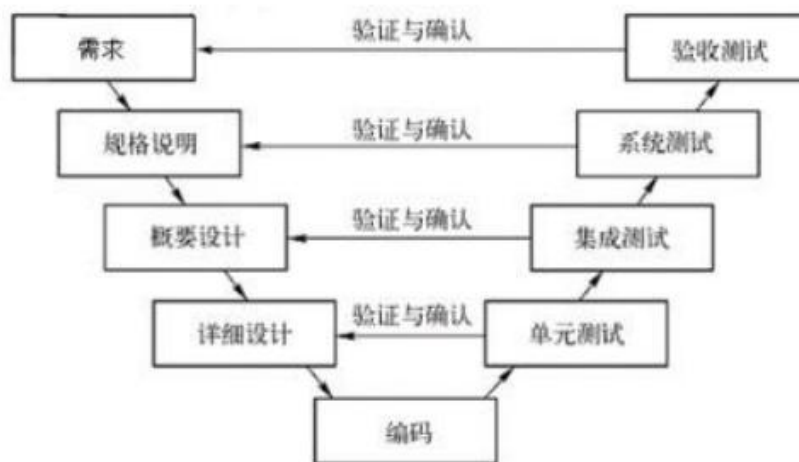 需求
验证与确认
验收测试
规格说明
验证与确认
系统测试
概要设计
验证与确认
集成测试
详细设计
验证与确认
单元测试
编码